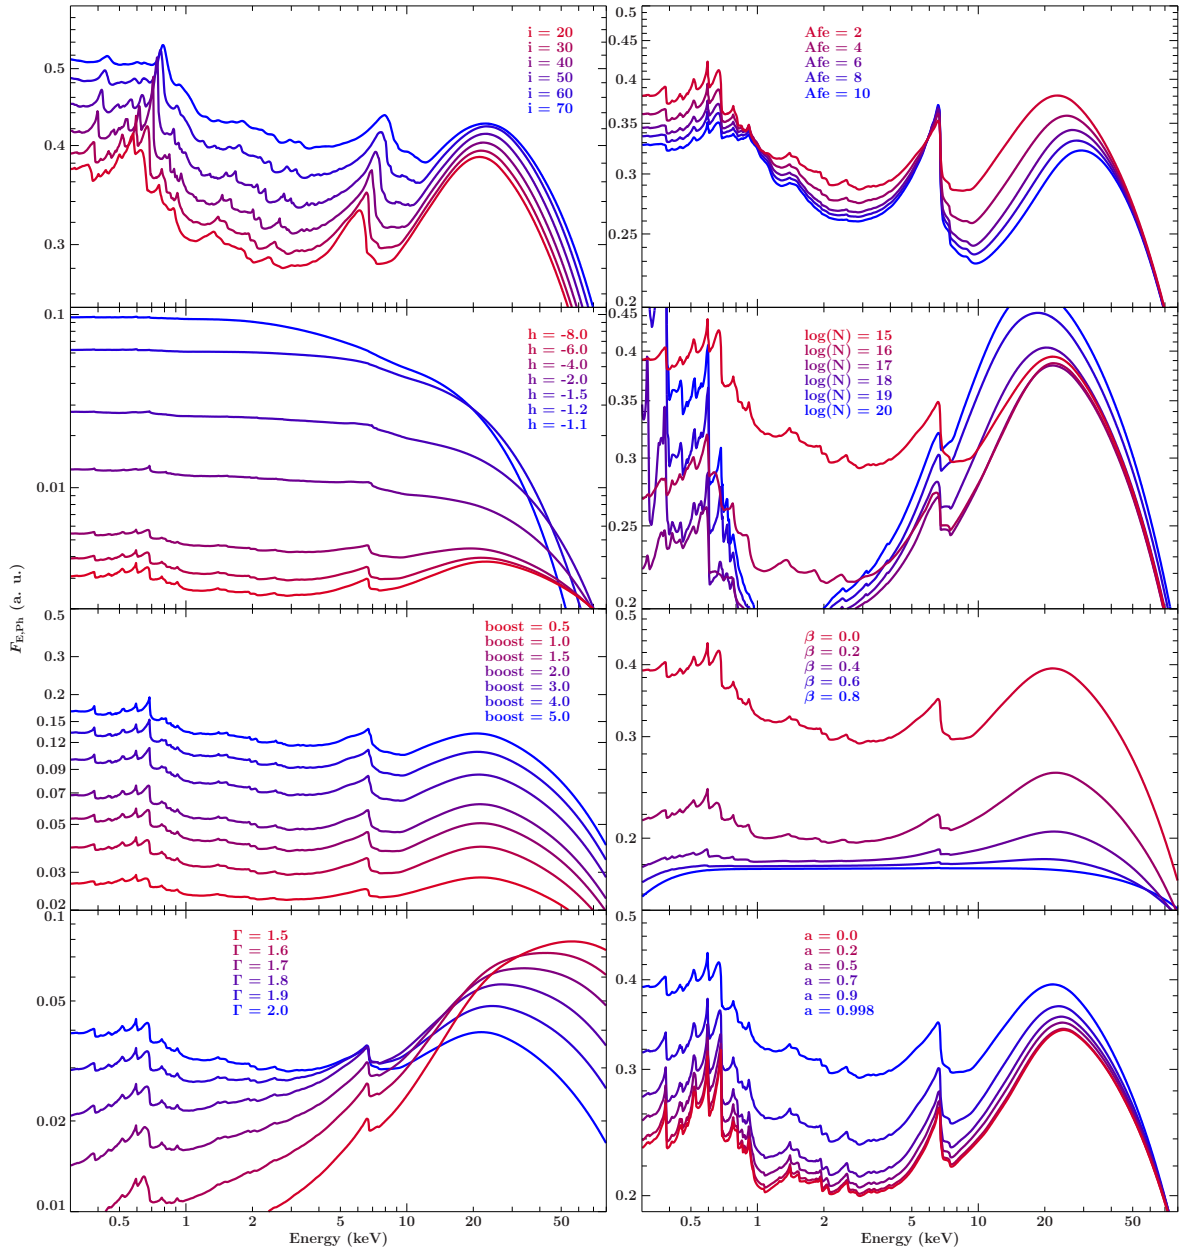 0.5
0.4
0.3
i = 20
i = 30
i = 40
i = 50
i = 60
i = 70
0.5
0.45
0.4
0.35
0.3
0.25
0.2
Afe = 2
Afe = 4
Afe = 6
Afe = 8
Afe = 10
0.1
0.01
h = -8.0
h = -6.0
h = -4.0
h = -2.0
h = -1.5
h = -1.2
h = -1.1
0.45
0.4
0.35
0.3
0.25
0.2
log(N) = 15
log(N) = 16
log(N) = 17
log(N) = 18
log(N) = 19
log(N) = 20
F_{E,Ph} (a. u.)
0.5
0.3
0.2
0.15
0.12
0.09
0.07
0.05
0.03
0.02
boost = 0.5
boost = 1.0
boost = 1.5
boost = 2.0
boost = 3.0
boost = 4.0
boost = 5.0
0.5
0.4
0.3
0.2
β = 0.0
β = 0.2
β = 0.4
β = 0.6
β = 0.8
0.1
0.05
0.02
0.01
Γ = 1.5
Γ = 1.6
Γ = 1.7
Γ = 1.8
Γ = 1.9
Γ = 2.0
0.5 1 2 5 10 20 50
Energy (keV)
0.5
0.4
0.3
0.2
a = 0.0
a = 0.2
a = 0.5
a = 0.7
a = 0.9
a = 0.998
0.5 1 2 5 10 20 50
Energy (keV)